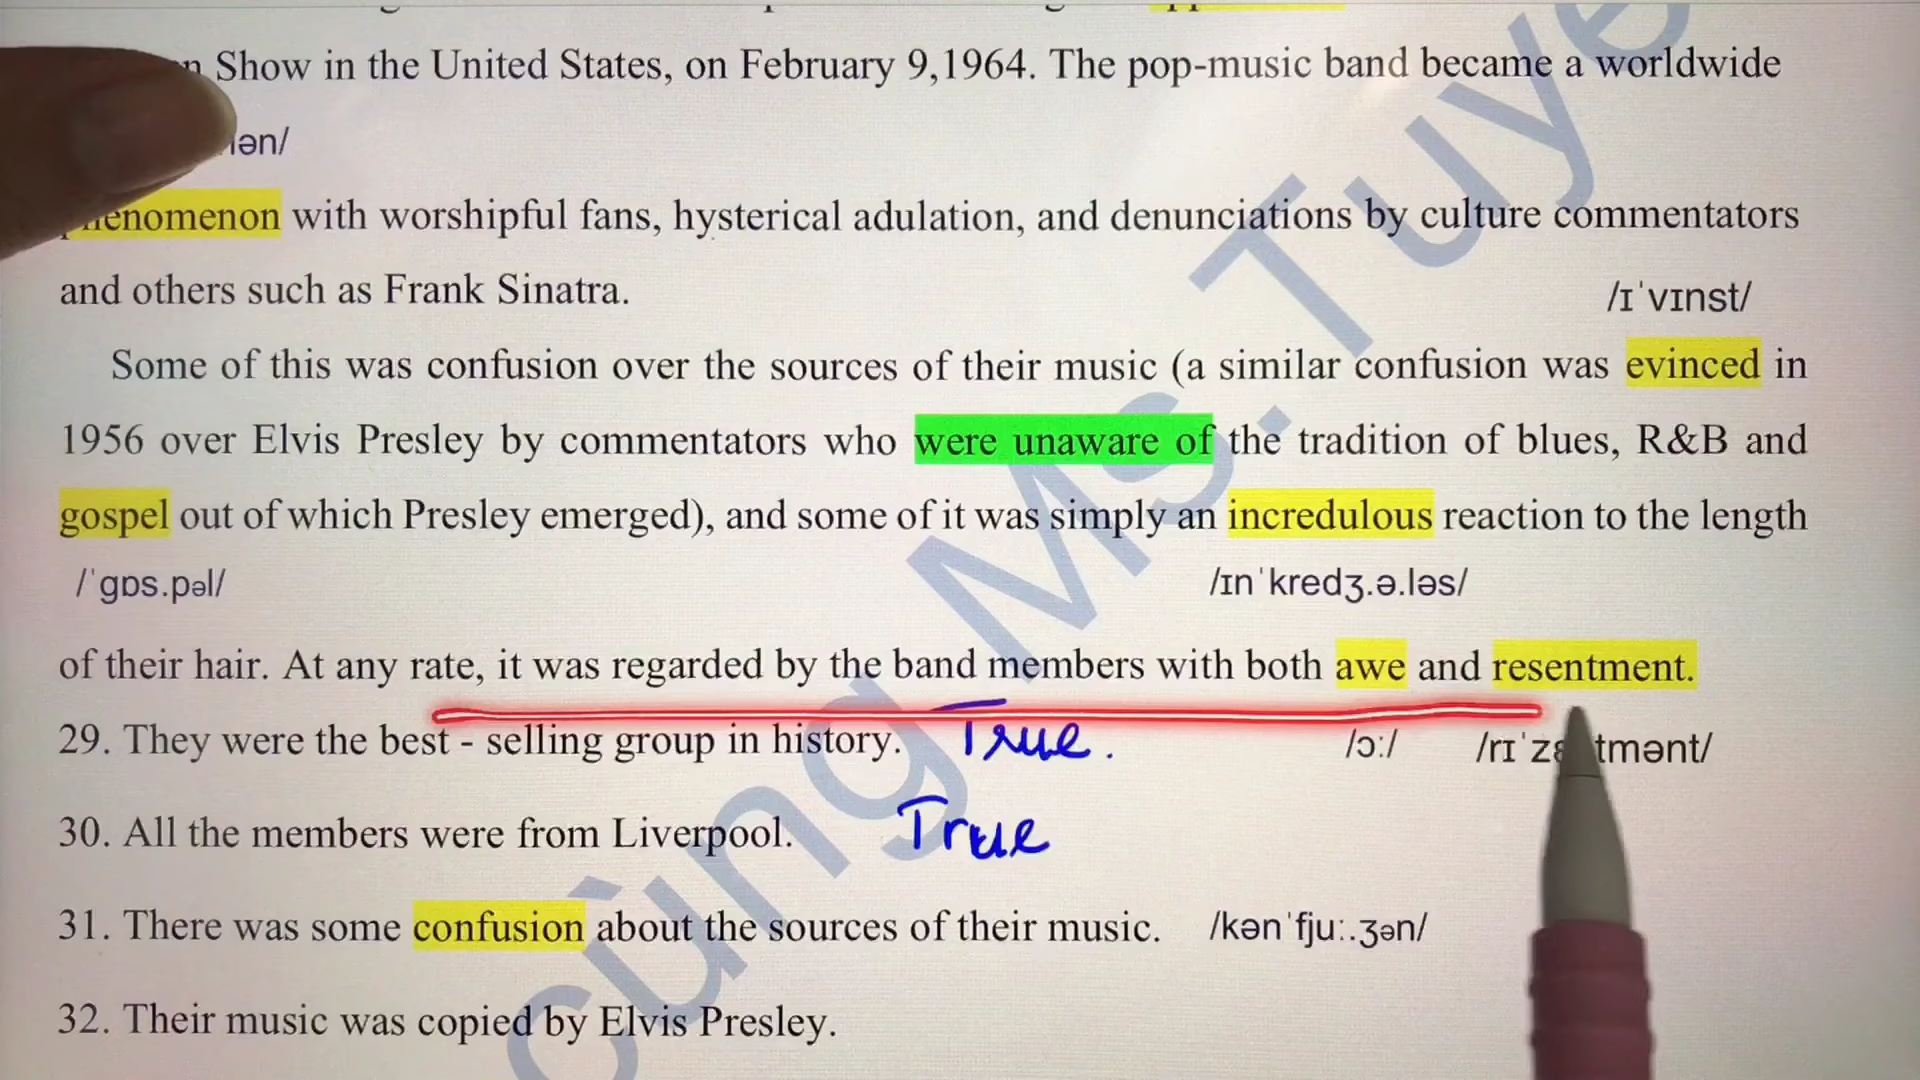 Show in the United States, on February 9,1964. The pop-music band became a worldwide
phenomenon with worshipful fans, hysterical adulation, and denunciations by culture commentators
and others such as Frank Sinatra.
/ɪˈvɪnst/
Some of this was confusion over the sources of their music (a similar confusion was evinced in
1956 over Elvis Presley by commentators who were unaware of the tradition of blues, R&B and
gospel out of which Presley emerged), and some of it was simply an incredulous reaction to the length
/ˈɡɒs.pəl/ /ɪnˈkredʒ.ə.ləs/
of their hair. At any rate, it was regarded by the band members with both awe and resentment.
29. They were the best - selling group in history. True. /ɔː/
30. All the members were from Liverpool. True
31. There was some confusion about the sources of their music. /kənˈfjuː.ʒən/
32. Their music was copied by Elvis Presley.
cùng Ms. Tuye